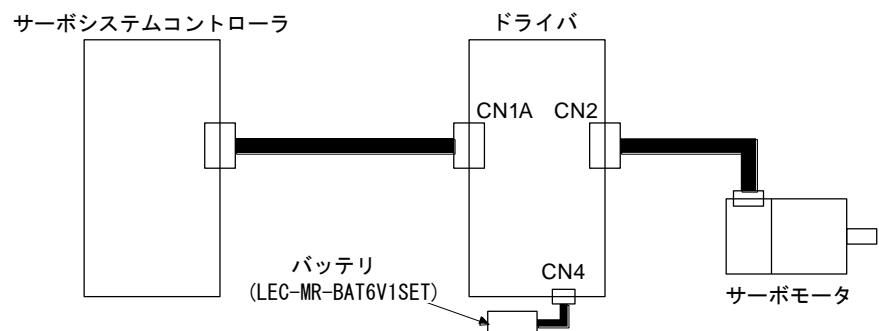 サーボシステムコントローラ
ドライバ
CN1A
CN2
CN4
バッテリ
(LEC-MR-BAT6V1SET)
サーボモータ